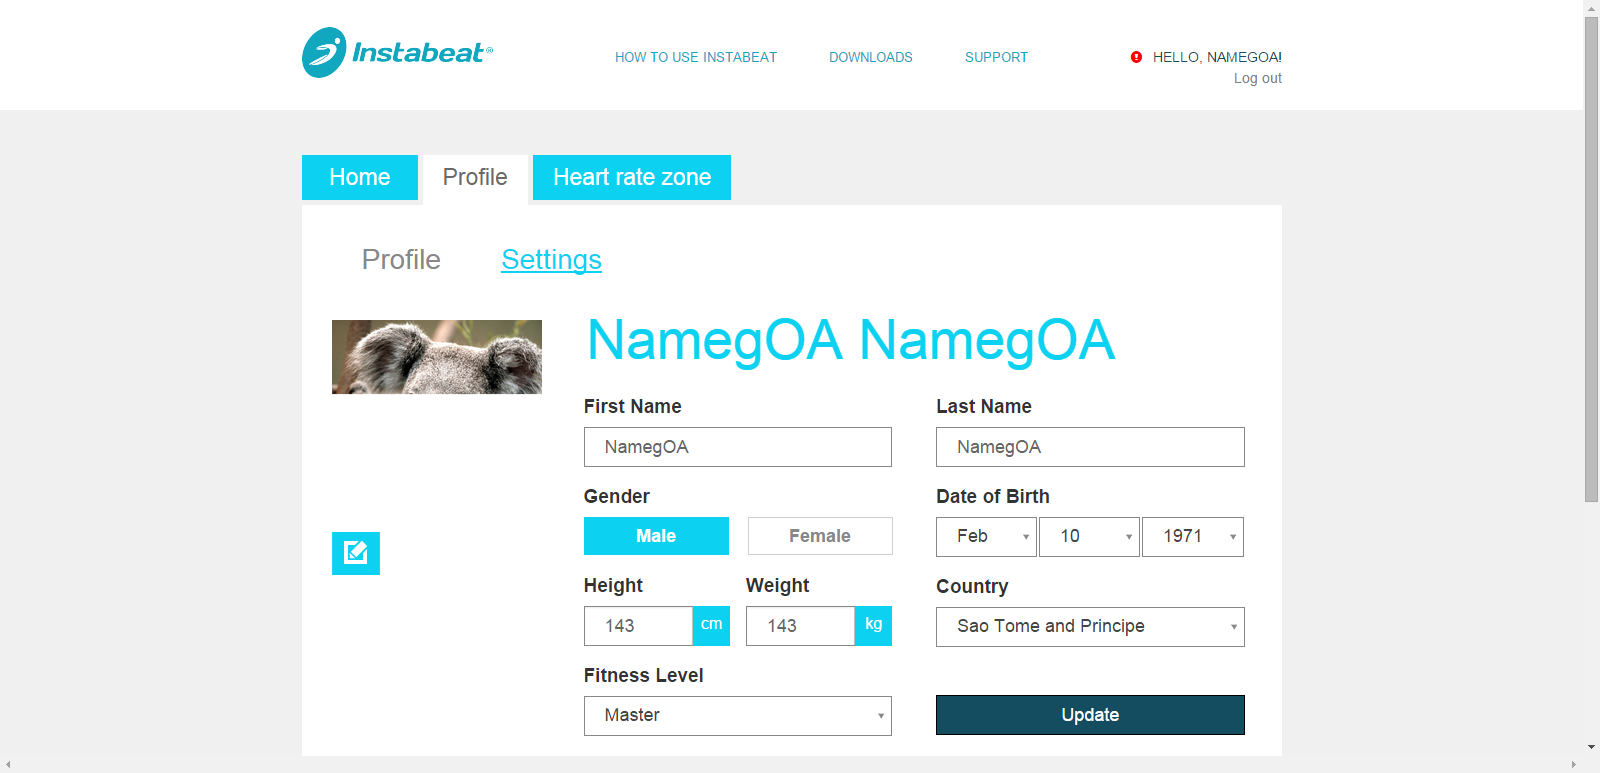 Instabeat®
HOW TO USE INSTABEAT
DOWNLOADS
SUPPORT
HELLO, NAMEGOA!
Log out
Home
Profile
Heart rate zone
Profile
Settings
NamegOA NamegOA
First Name
Last Name
NamegOA
NamegOA
Gender
Date of Birth
Male
Female
Feb
10
1971
Height
Weight
Country
143
cm
143
kg
Sao Tome and Principe
Fitness Level
Master
Update